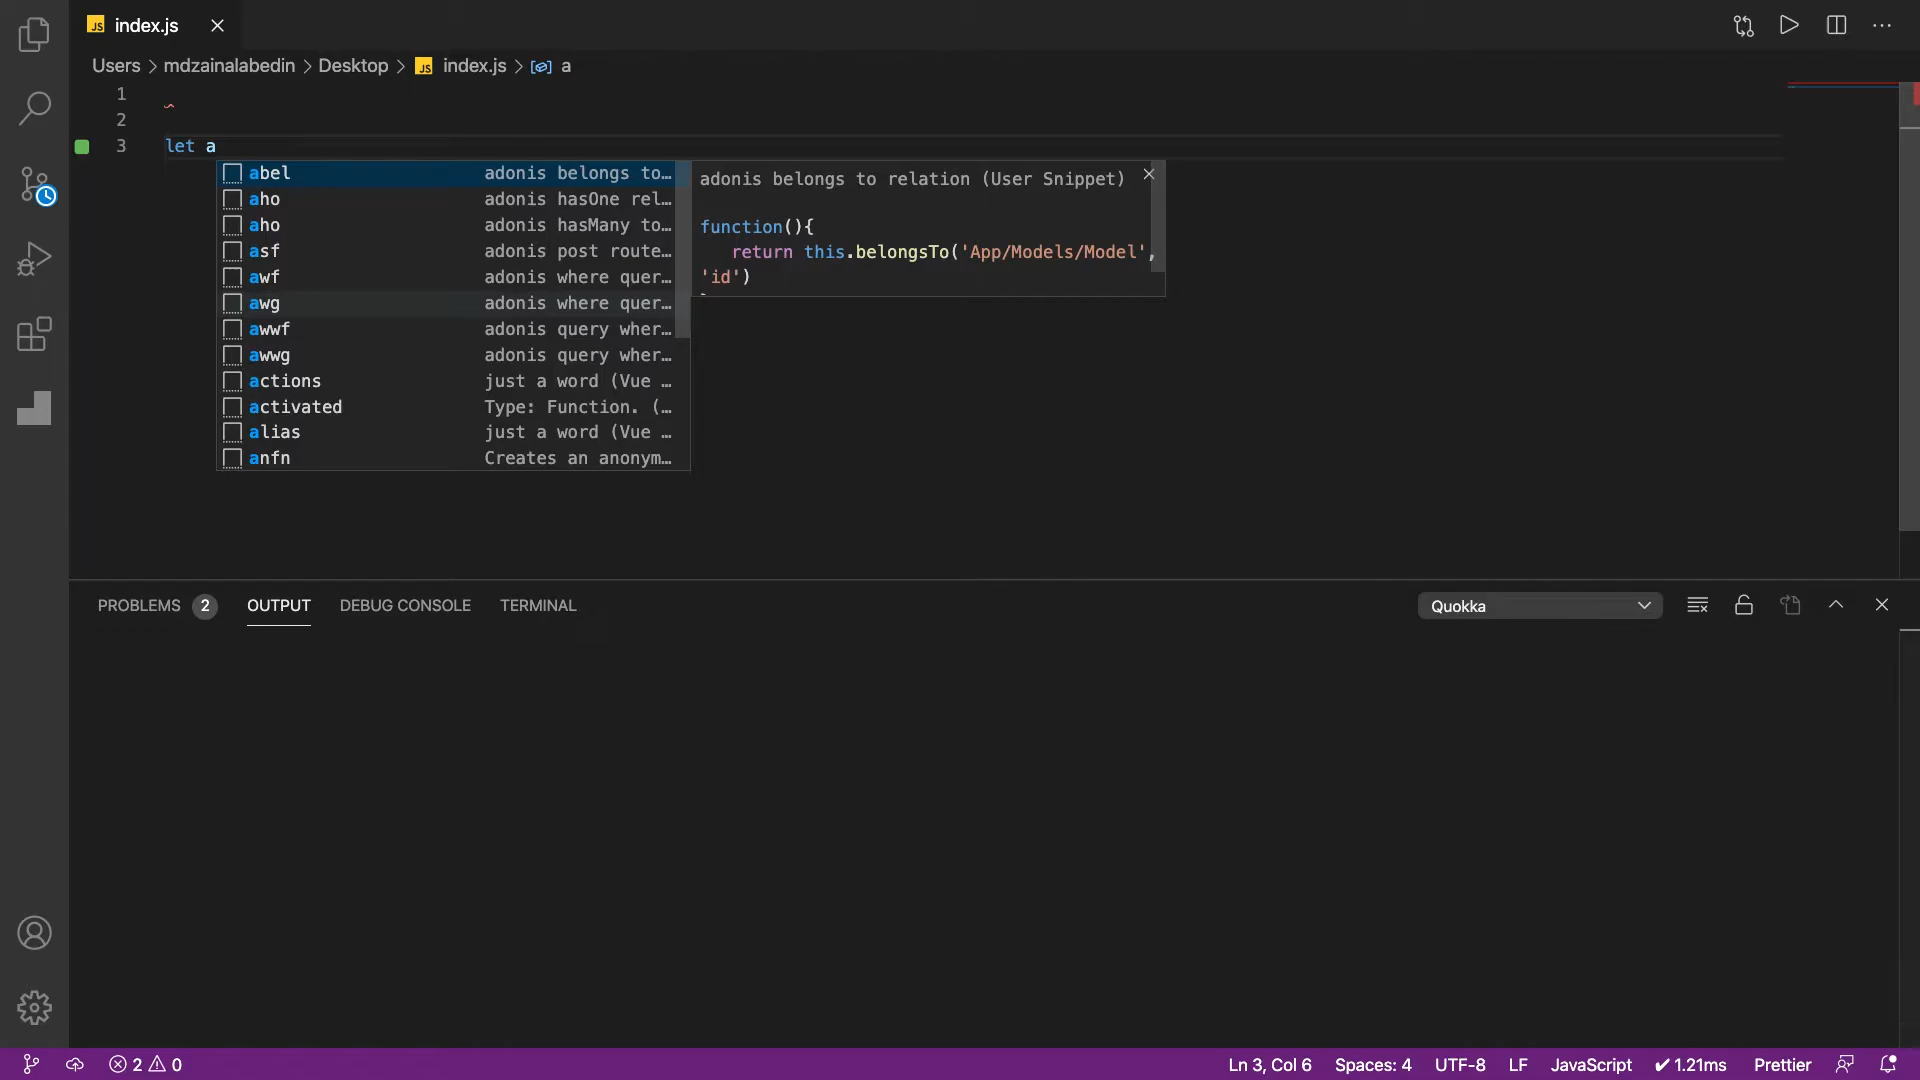 JS index.js
Users > mdzainalabedin > Desktop > JS index.js > a
1
2
3 let a
abel adonis belongs to…
aho adonis hasOne rel…
aho adonis hasMany to…
asf adonis post route…
awf adonis where quer…
awg adonis where quer…
awwf adonis query wher…
awwg adonis query wher…
actions just a word (Vue …
activated Type: Function. (…
alias just a word (Vue …
anfn Creates an anonym…
adonis belongs to relation (User Snippet)
function(){
return this.belongsTo('App/Models/Model',
'id')
PROBLEMS 2 OUTPUT DEBUG CONSOLE TERMINAL Quokka
2 0 Ln 3, Col 6 Spaces: 4 UTF-8 LF JavaScript ✔ 1.21ms Prettier